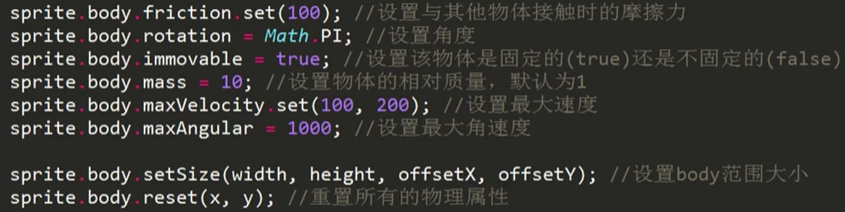 sprite.body.friction.set(100); //设置与其他物体接触时的摩擦力
sprite.body.rotation = Math.PI; //设置角度
sprite.body.immovable = true; //设置该物体是固定的(true)还是不固定的(false)
sprite.body.mass = 10; //设置物体的相对质量，默认为1
sprite.body.maxVelocity.set(100, 200); //设置最大速度
sprite.body.maxAngular = 1000; //设置最大角速度
sprite.body.setSize(width, height, offsetX, offsetY); //设置body范围大小
sprite.body.reset(x, y); //重置所有的物理属性